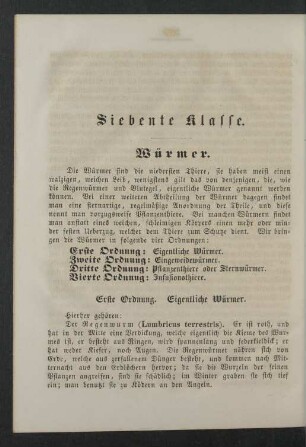 Siebente Klasse.
Würmer.
Die Würmer sind die niedersten Thiere, sie haben meist einen
walzigen, weichen Leib, wenigstens gilt das von denjenigen, die, wie
die Regenwürmer und Blutegel, eigentliche Würmer genannt werden
können. Bei einer weiteren Abtheilung der Würmer dagegen findet
man eine sternartige, regelmäßige Anordnung der Theile, und diese
nennt man vorzugsweise Pflanzenthiere. Bei manchen Würmern findet
man anstatt eines weichen, schleimigen Körpers einen mehr oder min-
der festen Ueberzug, welcher dem Thier zum Schutze dient. Wir brin-
gen die Würmer in folgende vier Ordnungen:
Erste Ordnung: Eigentliche Würmer.
Zweite Ordnung: Eingeweidewürmer.
Dritte Ordnung: Pflanzenthiere oder Sternwürmer.
Vierte Ordnung: Infusionsthiere.
Erste Ordnung. Eigentliche Würmer.
Hierher gehören:
Der Regenwurm (Lumbricus terrestris). Er ist roth, und
hat in der Mitte eine Verdickung, welche eigentlich die Kieme des Wur-
mes ist, er besteht aus Ringen, wird spannenlang und federkieldick; er
hat weder Kiefer, noch Augen. Die Regenwürmer nähren sich von
Erde, welche aus zerfallenem Dünger besteht, und kommen nach Mit-
ternacht aus den Erdlöchern hervor; da sie die Wurzeln der feinen
Pflanzen angreifen, sind sie schädlich; im Winter graben sie sich tief
ein; man benutzt sie zu Ködern an den Angeln.